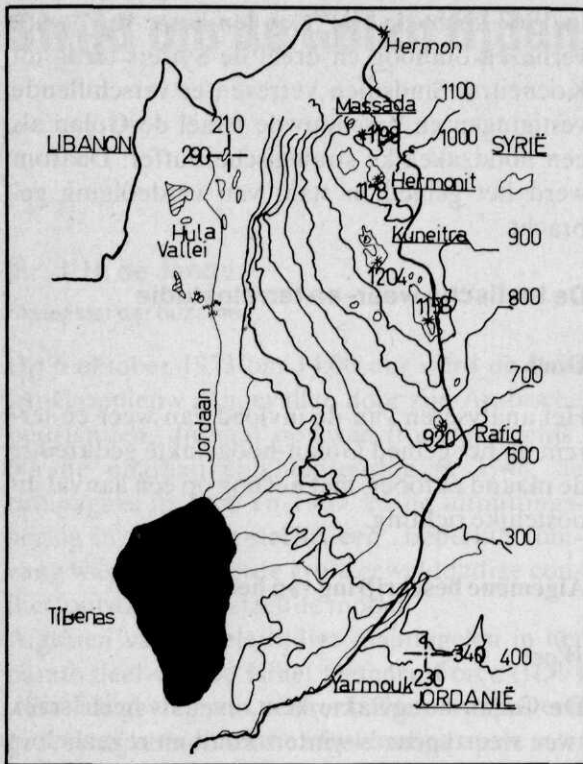 Hermon
Massada
1100
210
1198
1000
LIBANON
290
SYRIË
1178
Hermonit
Hula
Vallei
Kuneitra
900
1204
800
1158
Jordaan
700
920
Rafid
600
300
Tiberias
340
400
230
Yarmouk
JORDANIË